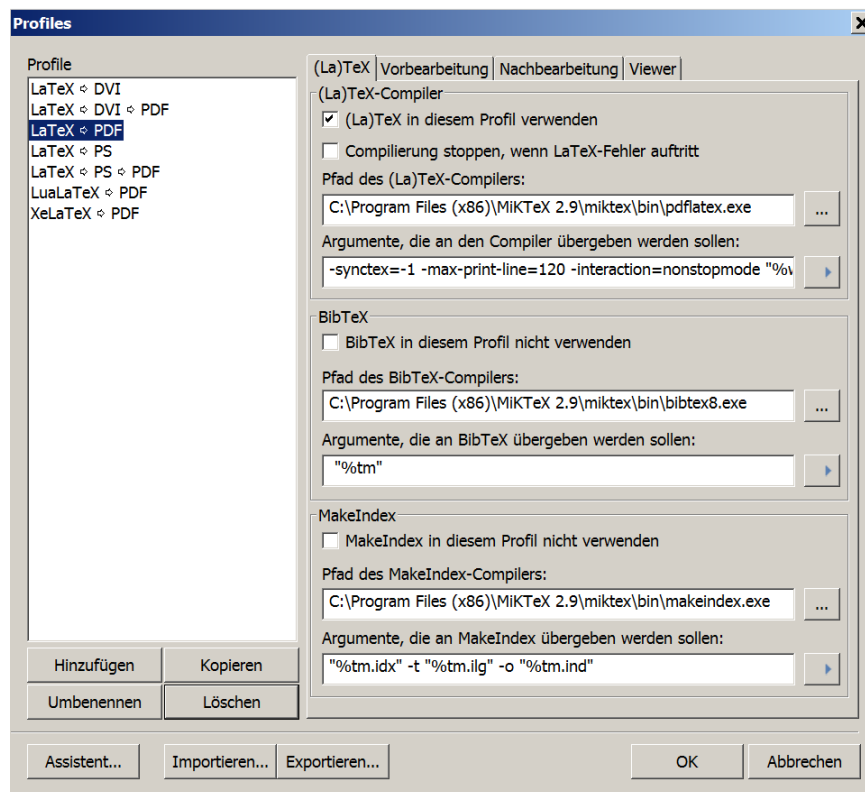 Profiles
Profile
LaTeX ➪ DVI
LaTeX ➪ DVI ➪ PDF
LaTeX ➪ PDF
LaTeX ➪ PS
LaTeX ➪ PS ➪ PDF
LuaLaTeX ➪ PDF
XeLaTeX ➪ PDF
Hinzufügen
Kopieren
Umbenennen
Löschen
(La)TeX
Vorbearbeitung
Nachbearbeitung
Viewer
(La)TeX-Compiler
(La)TeX in diesem Profil verwenden
Compilierung stoppen, wenn LaTeX-Fehler auftritt
Pfad des (La)TeX-Compilers:
C:\Program Files (x86)\MiKTeX 2.9\miktex\bin\pdflatex.exe
...
Argumente, die an den Compiler übergeben werden sollen:
-synctex=-1 -max-print-line=120 -interaction=nonstopmode "%
BibTeX
BibTeX in diesem Profil nicht verwenden
Pfad des BibTeX-Compilers:
C:\Program Files (x86)\MiKTeX 2.9\miktex\bin\bibtex8.exe
...
Argumente, die an BibTeX übergeben werden sollen:
"%tm"
MakeIndex
MakeIndex in diesem Profil nicht verwenden
Pfad des MakeIndex-Compilers:
C:\Program Files (x86)\MiKTeX 2.9\miktex\bin\makeindex.exe
...
Argumente, die an MakeIndex übergeben werden sollen:
"%tm.idx" -t "%tm.ilg" -o "%tm.ind"
Assistent...
Importieren...
Exportieren...
OK
Abbrechen